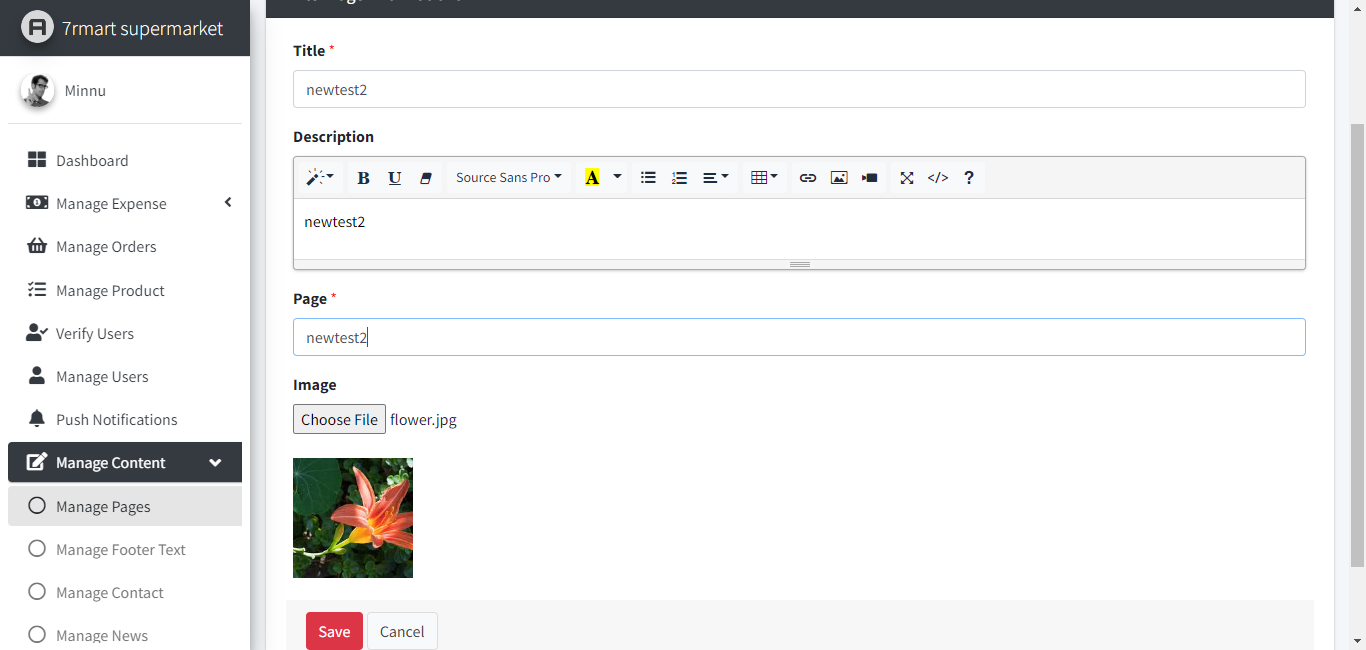 7rmart supermarket
Minnu
Dashboard
Manage Expense
Manage Orders
Manage Product
Verify Users
Manage Users
Push Notifications
Manage Content
Manage Pages
Manage Footer Text
Manage Contact
Manage News
Title *
newtest2
Description
B U Source Sans Pro A </> ?
newtest2
Page *
newtest2
Image
Choose File flower.jpg
Save Cancel